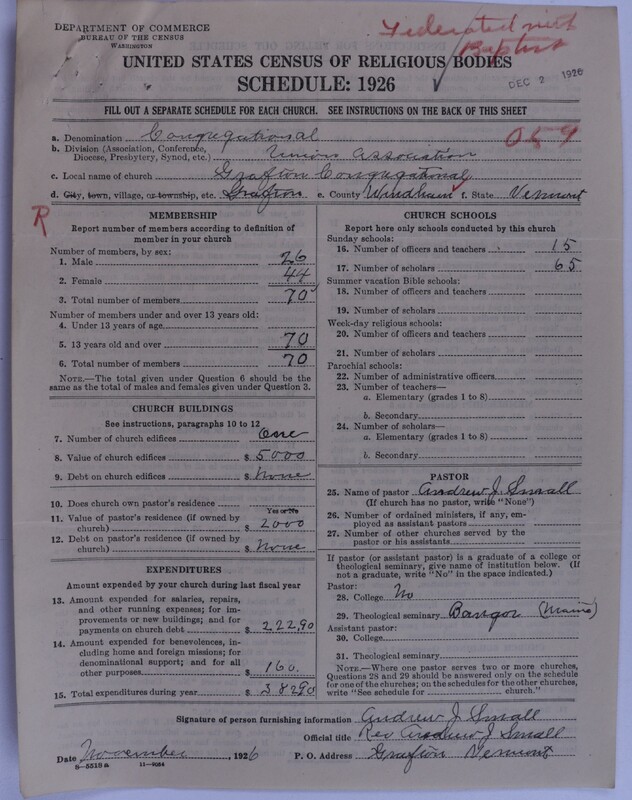 DEPARTMENT OF COMMERCE
BUREAU OF THE CENSUS
WASHINGTON
Federated with
Baptist
UNITED STATES CENSUS OF RELIGIOUS BODIES
SCHEDULE: 1926
DEC 2 1926
FILL OUT A SEPARATE SCHEDULE FOR EACH CHURCH. SEE INSTRUCTIONS ON THE BACK OF THIS SHEET
a. Denomination Congregational
b. Division (Association, Conference, Diocese, Presbytery, Synod, etc.) Union Association
c. Local name of church Grafton Congregational
d. City, town, village, or township, etc. Grafton e. County Windham f. State Vermont
R
MEMBERSHIP
Report number of members according to definition of
member in your church
Number of members, by sex:
1. Male 26
2. Female 44
3. Total number of members 70
Number of members under and over 13 years old:
4. Under 13 years of age
5. 13 years old and over 70
6. Total number of members 70
NOTE.—The total given under Question 6 should be
the same as the total of males and females given under Question 3.
CHURCH BUILDINGS
See instructions, paragraphs 10 to 12
7. Number of church edifices One
8. Value of church edifices $ 5000
9. Debt on church edifices $ None
10. Does church own pastor's residence
Yes or No
11. Value of pastor's residence (if owned by
church) $ 2000
12. Debt on pastor's residence (if owned by
church) $ None
EXPENDITURES
Amount expended by your church during last fiscal year
13. Amount expended for salaries, repairs,
and other running expenses; for im-
provements or new buildings; and for
payments on church debt $ 22290
14. Amount expended for benevolences, in-
cluding home and foreign missions; for
denominational support; and for all
other purposes $ 160.
15. Total expenditures during year $ 38290
CHURCH SCHOOLS
Report here only schools conducted by this church
Sunday schools:
16. Number of officers and teachers 15
17. Number of scholars 65
Summer vacation Bible schools:
18. Number of officers and teachers
19. Number of scholars
Week-day religious schools:
20. Number of officers and teachers
21. Number of scholars
Parochial schools:
22. Number of administrative officers
23. Number of teachers—
a. Elementary (grades 1 to 8)
b. Secondary
24. Number of scholars—
a. Elementary (grades 1 to 8)
b. Secondary
PASTOR
25. Name of pastor Andrew J. Small
(If church has no pastor, write "None")
26. Number of ordained ministers, if any, em-
ployed as assistant pastors
27. Number of other churches served by the
pastor or his assistants
If pastor (or assistant pastor) is a graduate of a college or
theological seminary, give name of institution below. (If
not a graduate, write "No" in the space indicated.)
Pastor:
28. College No
29. Theological seminary Bangor (Maine)
Assistant pastor:
30. College
31. Theological seminary
NOTE.—Where one pastor serves two or more churches,
Questions 28 and 29 should be answered only on the schedule
for one of the churches; on the schedules for the other churches,
write "See schedule for church."
Signature of person furnishing information Andrew J Small
Official title Rev Andrew J Small
Date November, 1926 P. O. Address Grafton Vermont
8—5518a 11—9084